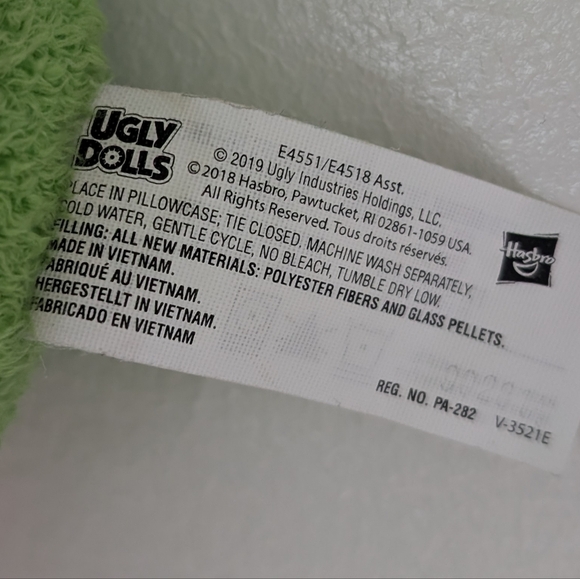 UGLY
DOLLS
E4551/E4518 Asst.
© 2019 Ugly Industries Holdings, LLC.
© 2018 Hasbro, Pawtucket, RI 02861-1059 USA.
All Rights Reserved. Tous droits réservés.
PLACE IN PILLOWCASE; TIE CLOSED. MACHINE WASH SEPARATELY,
COLD WATER, GENTLE CYCLE, NO BLEACH, TUMBLE DRY LOW.
FILLING: ALL NEW MATERIALS: POLYESTER FIBERS AND GLASS PELLETS.
MADE IN VIETNAM.
FABRIQUÉ AU VIETNAM.
HERGESTELLT IN VIETNAM.
FABRICADO EN VIETNAM
REG. NO. PA-282 V-3521E
Hasbro